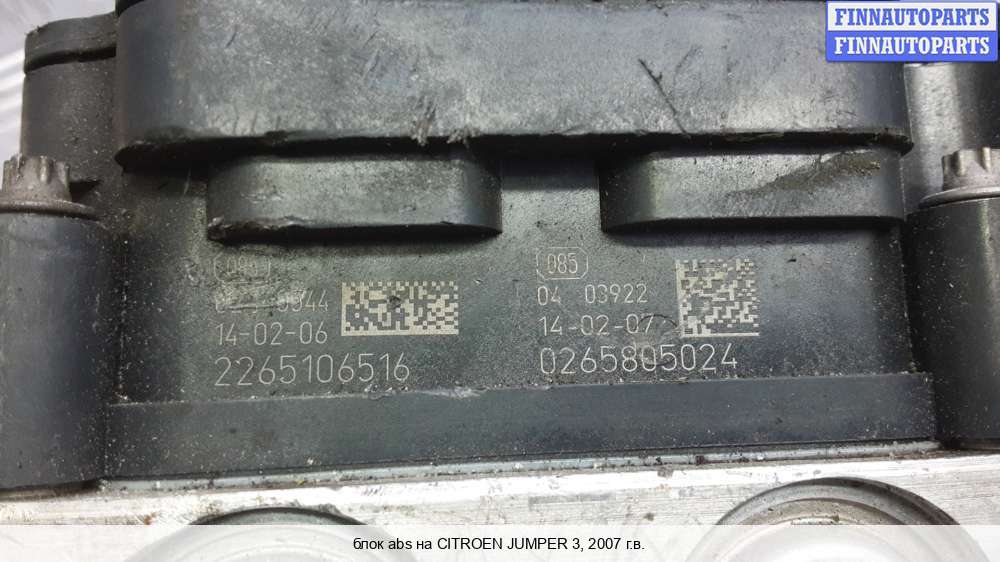 FINNAUTOPARTS
FINNAUTOPARTS
085
04 03922
14-02-06
14-02-07
2265106516
0265805024
блок abs на CITROEN JUMPER 3, 2007 г.в.